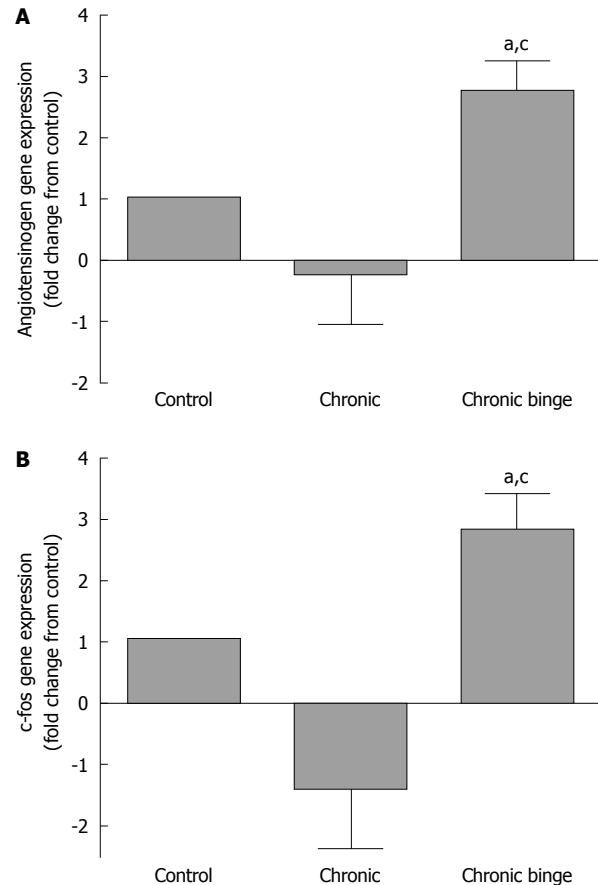 A
Angiotensinogen gene expression
(fold change from control)
4
3
2
1
0
-1
-2
a,c
Control Chronic Chronic binge
B
c-fos gene expression
(fold change from control)
4
3
2
1
0
-1
-2
a,c
Control Chronic Chronic binge